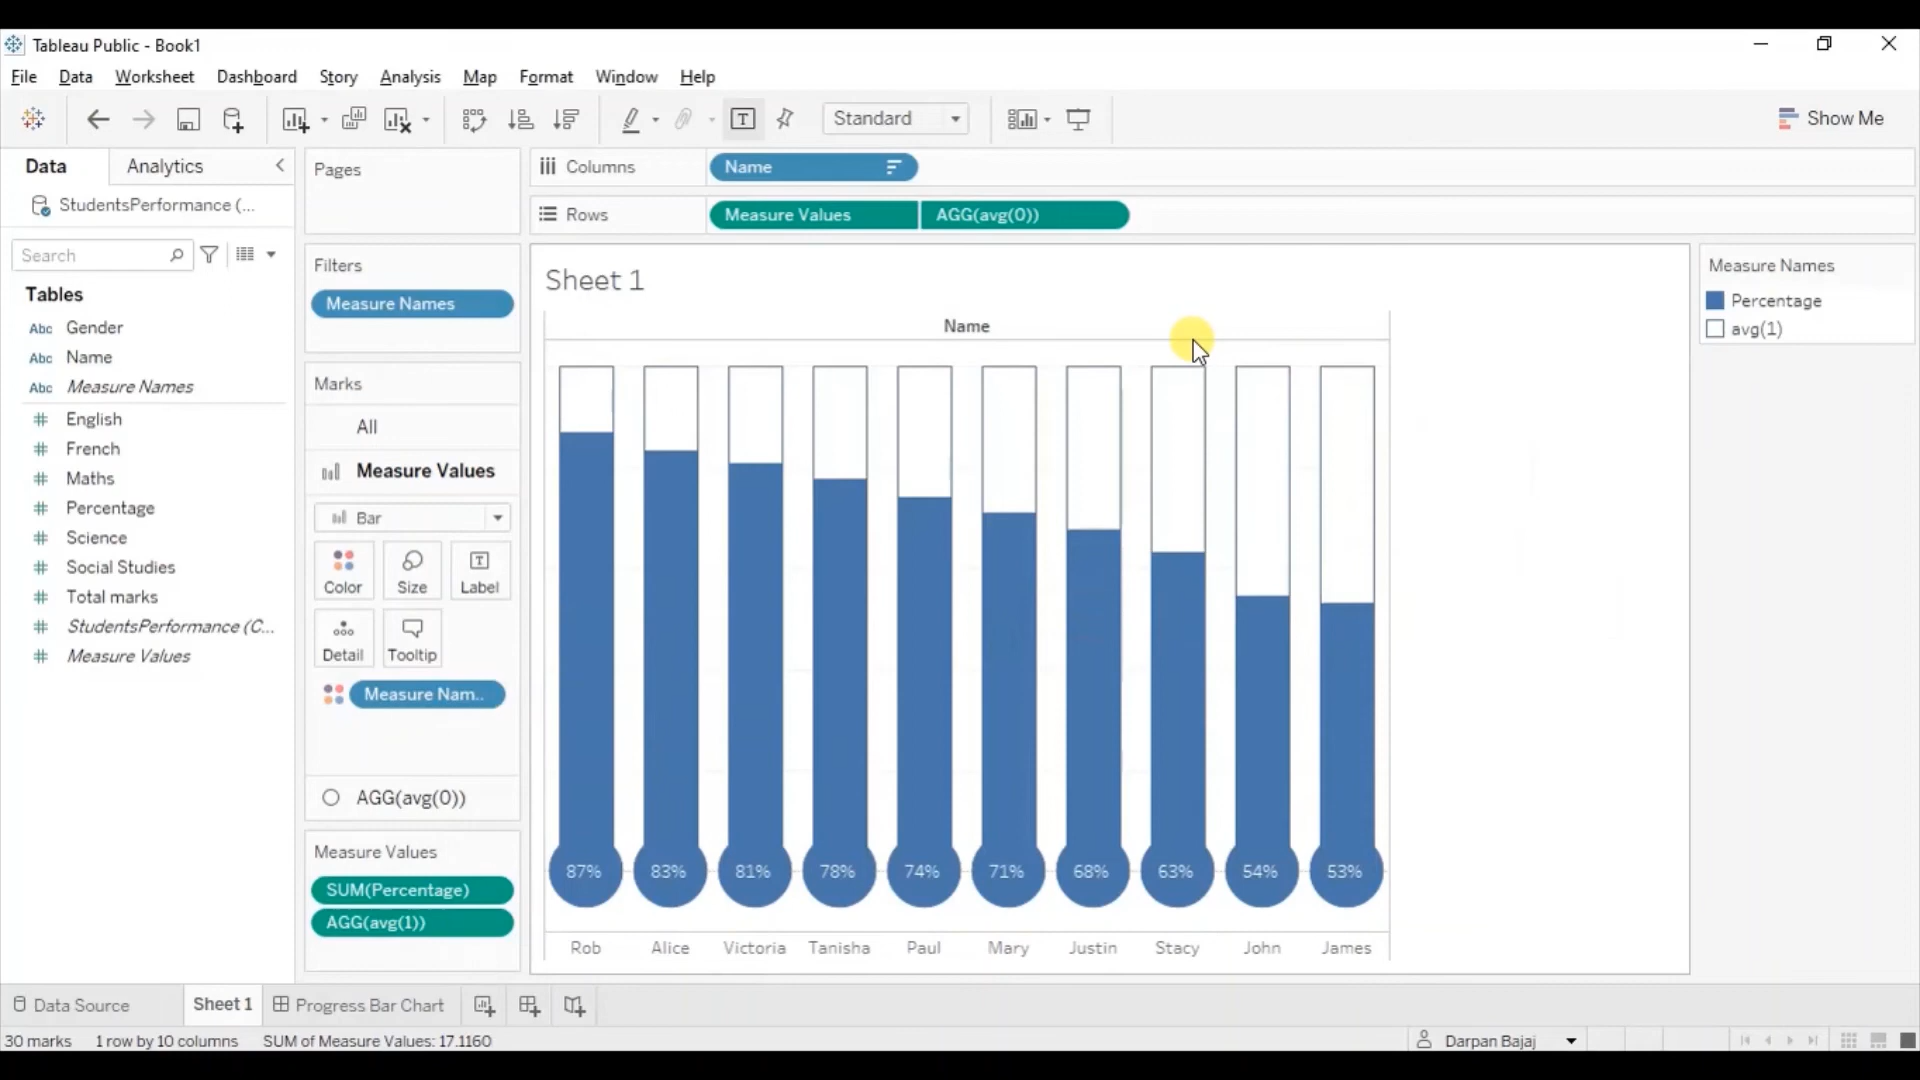 Tableau Public - Book1
File Data Worksheet Dashboard Story Analysis Map Format Window Help
Standard
Show Me
Data Analytics
StudentsPerformance (...
Search
Tables
Abc Gender
Abc Name
Abc Measure Names
# English
# French
# Maths
# Percentage
# Science
# Social Studies
# Total marks
# StudentsPerformance (C...
# Measure Values
Pages
Filters
Measure Names
Marks
All
Measure Values
Bar
Color Size Label
Detail Tooltip
Measure Nam..
AGG(avg(0))
Measure Values
SUM(Percentage)
AGG(avg(1))
Columns Name
Rows Measure Values AGG(avg(0))
Sheet 1
Name
87% 83% 81% 78% 74% 71% 68% 63% 54% 53%
Rob Alice Victoria Tanisha Paul Mary Justin Stacy John James
Measure Names
Percentage
avg(1)
Data Source Sheet 1 Progress Bar Chart
30 marks 1 row by 10 columns SUM of Measure Values: 17.1160
Darpan Bajaj